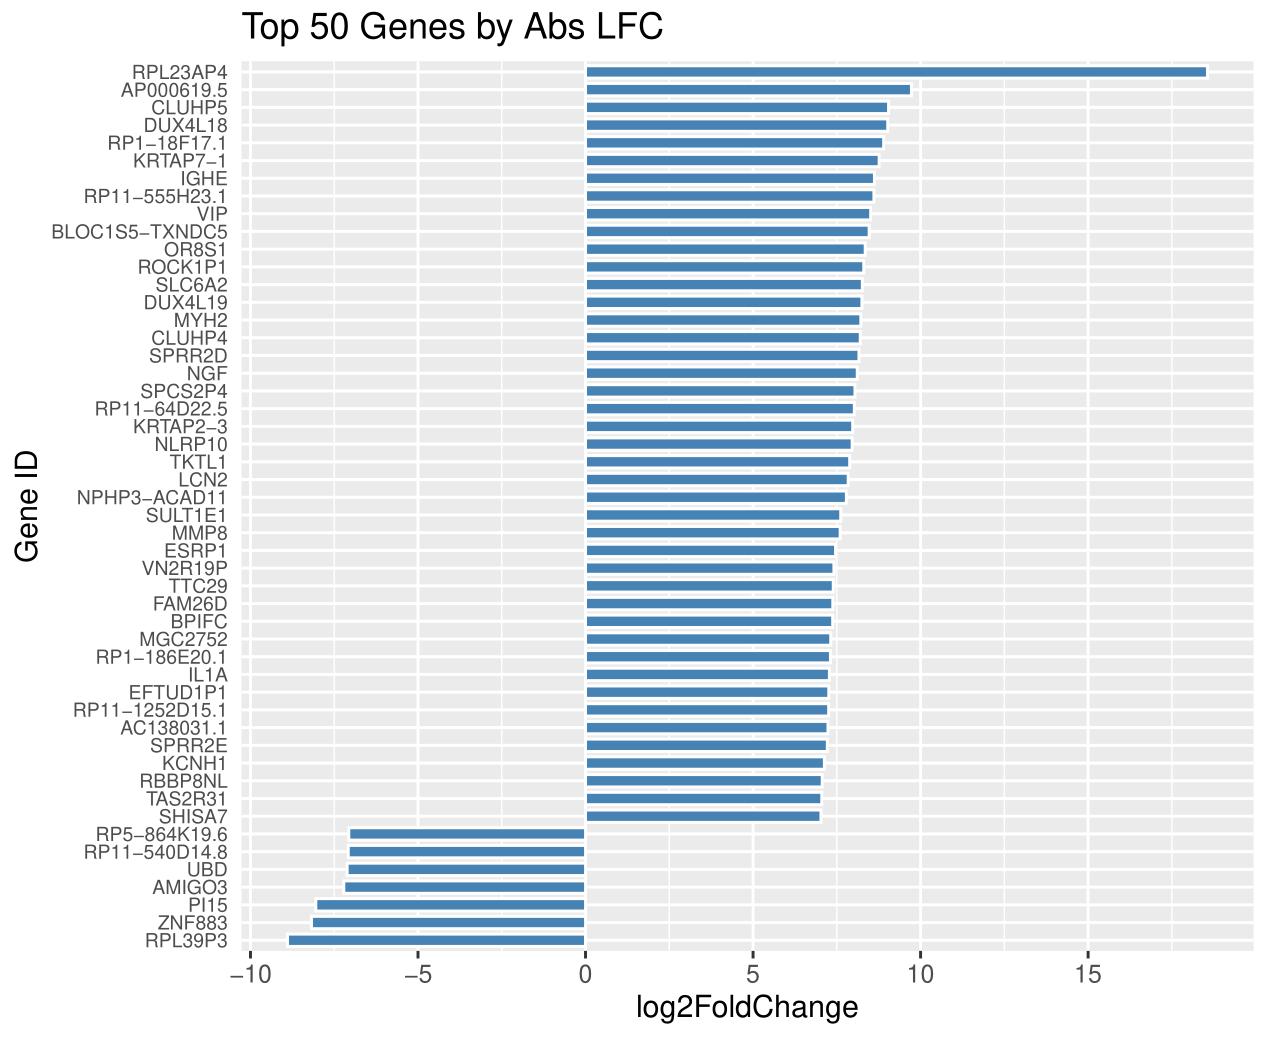 Top 50 Genes by Abs LFC
Gene ID
RPL23AP4
AP000619.5
CLUHP5
DUX4L18
RP1−18F17.1
KRTAP7−1
IGHE
RP11−555H23.1
VIP
BLOC1S5−TXNDC5
OR8S1
ROCK1P1
SLC6A2
DUX4L19
MYH2
CLUHP4
SPRR2D
NGF
SPCS2P4
RP11−64D22.5
KRTAP2−3
NLRP10
TKTL1
LCN2
NPHP3−ACAD11
SULT1E1
MMP8
ESRP1
VN2R19P
TTC29
FAM26D
BPIFC
MGC2752
RP1−186E20.1
IL1A
EFTUD1P1
RP11−1252D15.1
AC138031.1
SPRR2E
KCNH1
RBBP8NL
TAS2R31
SHISA7
RP5−864K19.6
RP11−540D14.8
UBD
AMIGO3
PI15
ZNF883
RPL39P3
−10 −5 0 5 10 15
log2FoldChange